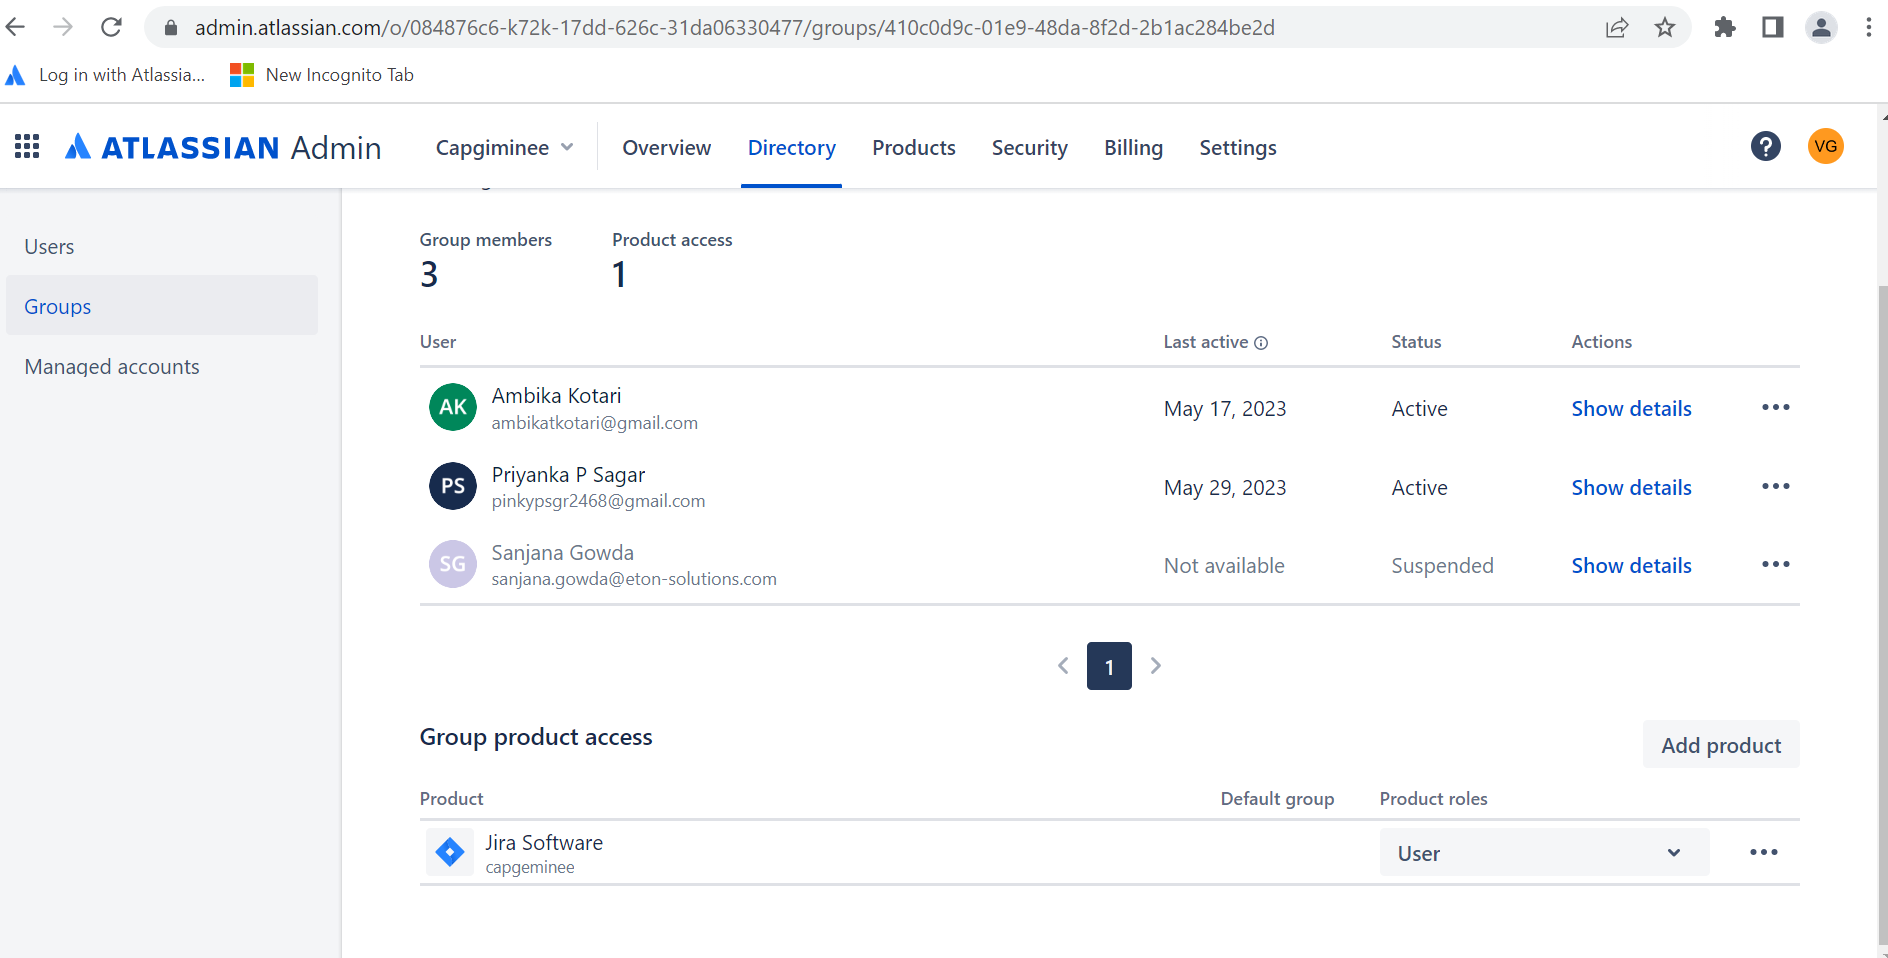 admin.atlassian.com/o/084876c6-k72k-17dd-626c-31da06330477/groups/410c0d9c-01e9-48da-8f2d-2b1ac284be2d
Log in with Atlassia... New Incognito Tab
ATLASSIAN Admin Capgiminee Overview Directory Products Security Billing Settings ? VG
Users
Groups
Managed accounts
Group members Product access
3 1
User Last active Status Actions
AK Ambika Kotari May 17, 2023 Active Show details
ambikatkotari@gmail.com
PS Priyanka P Sagar May 29, 2023 Active Show details
pinkypsgr2468@gmail.com
SG Sanjana Gowda Not available Suspended Show details
sanjana.gowda@eton-solutions.com
1
Group product access Add product
Product Default group Product roles
Jira Software User
capgeminee